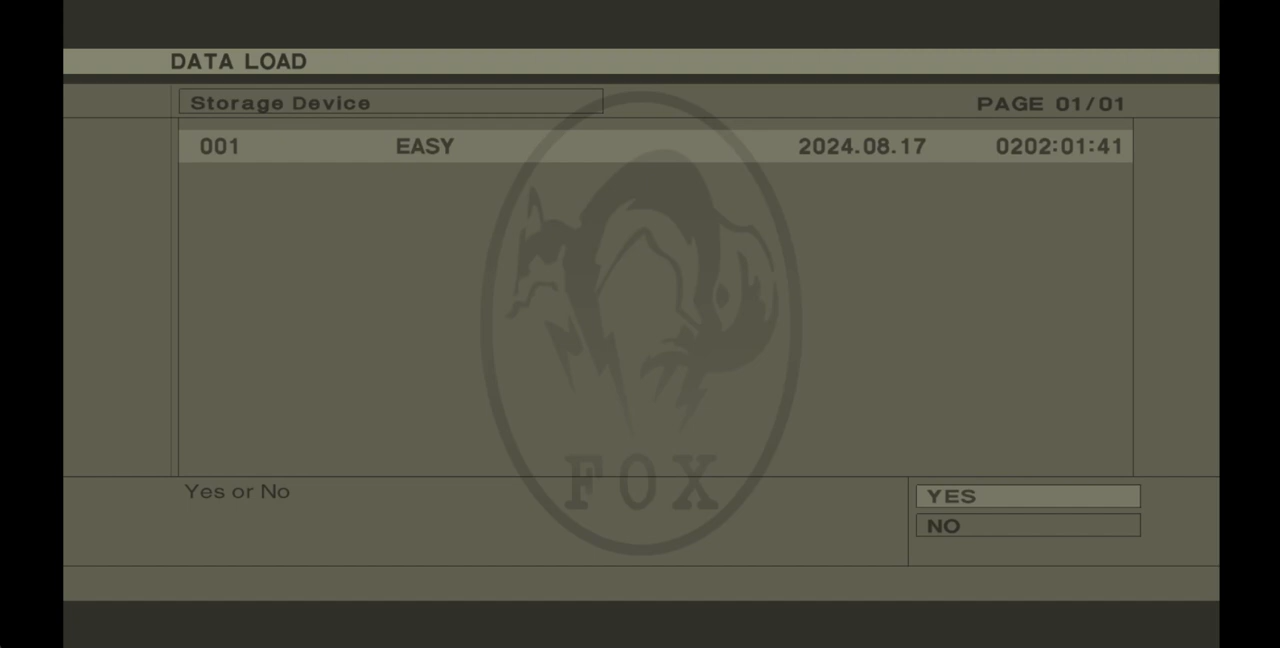 DATA LOAD
Storage Device PAGE 01/01
001 EASY 2024.08.17 0202:01:41
FOX
Yes or No
YES
NO